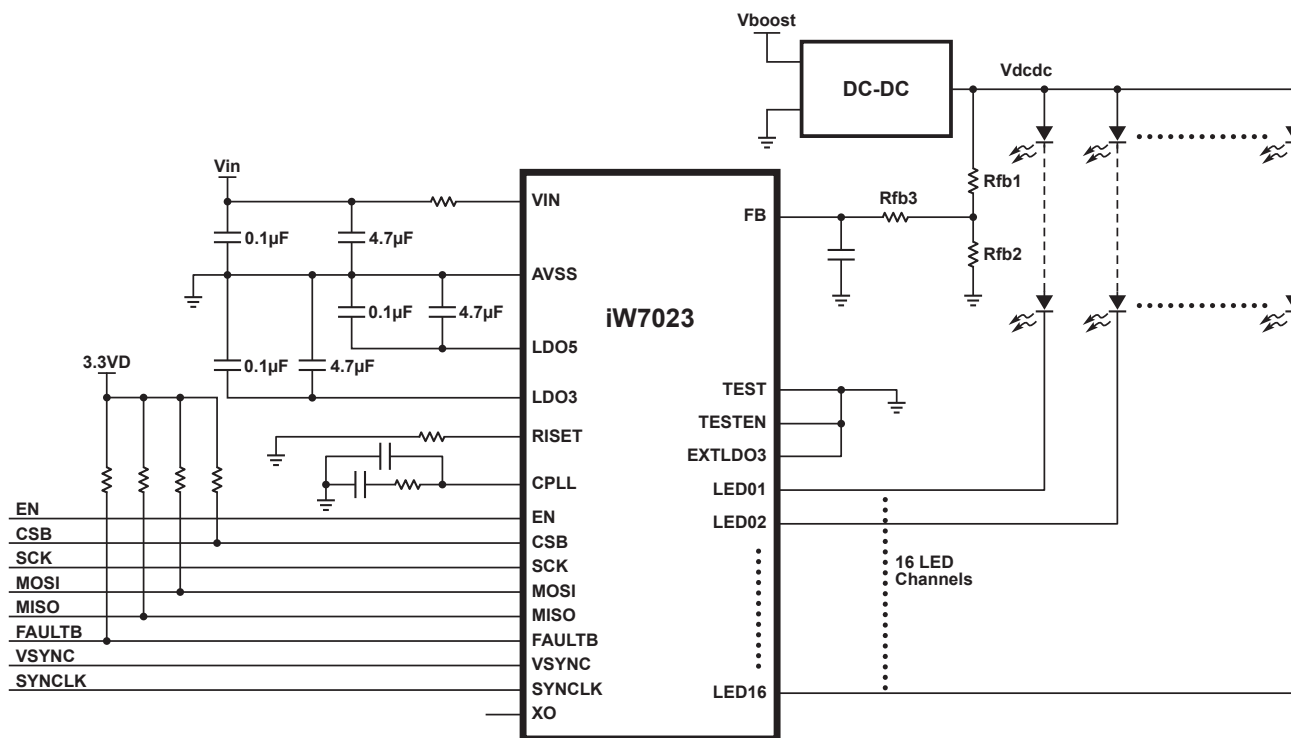 Vboost
DC-DC
Vdcdc
Vin
VIN
FB
Rfb3
Rfb1
0.1µF
4.7µF
AVSS
Rfb2
0.1µF
4.7µF
iW7023
LDO5
3.3VD
0.1µF
4.7µF
LDO3
TEST
TESTEN
EXTLDO3
RISET
CPLL
LED01
LED02
EN
EN
CSB
CSB
SCK
SCK
MOSI
MOSI
MISO
MISO
FAULTB
FAULTB
VSYNC
VSYNC
SYNCLK
SYNCLK
XO
16 LED
Channels
LED16